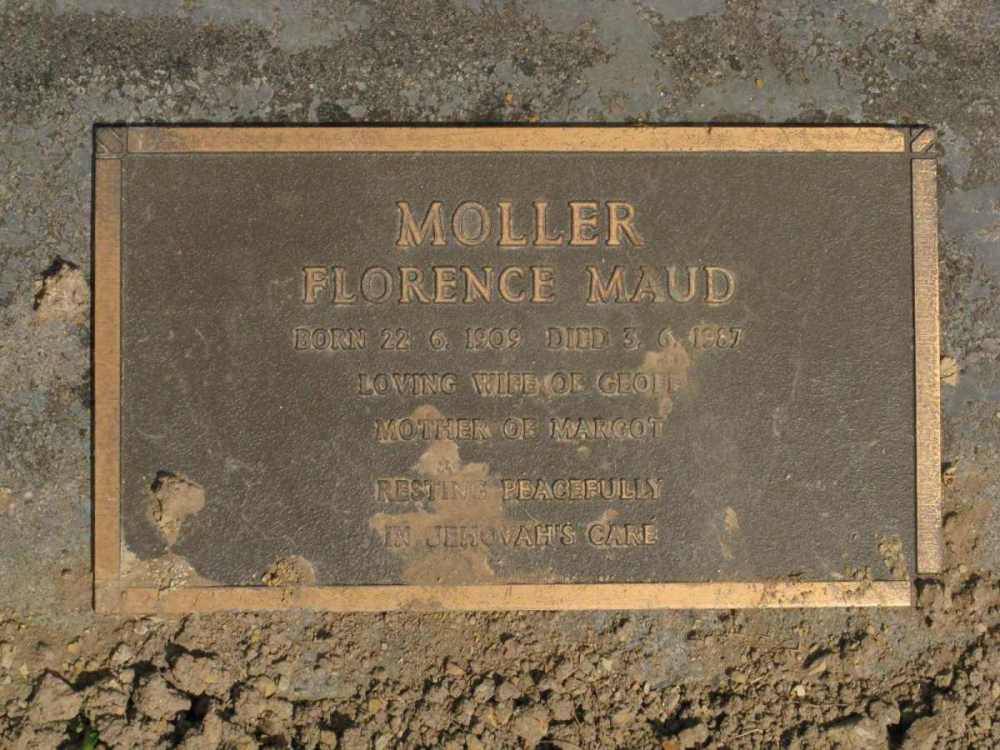 MOLLER
FLORENCE MAUD
BORN 22 6 1909 DIED 3. 6. 1987
LOVING WIFE OF GEOFF
MOTHER OF MARGOT
RESTING PEACEFULLY
IN JEHOVAH'S CARE